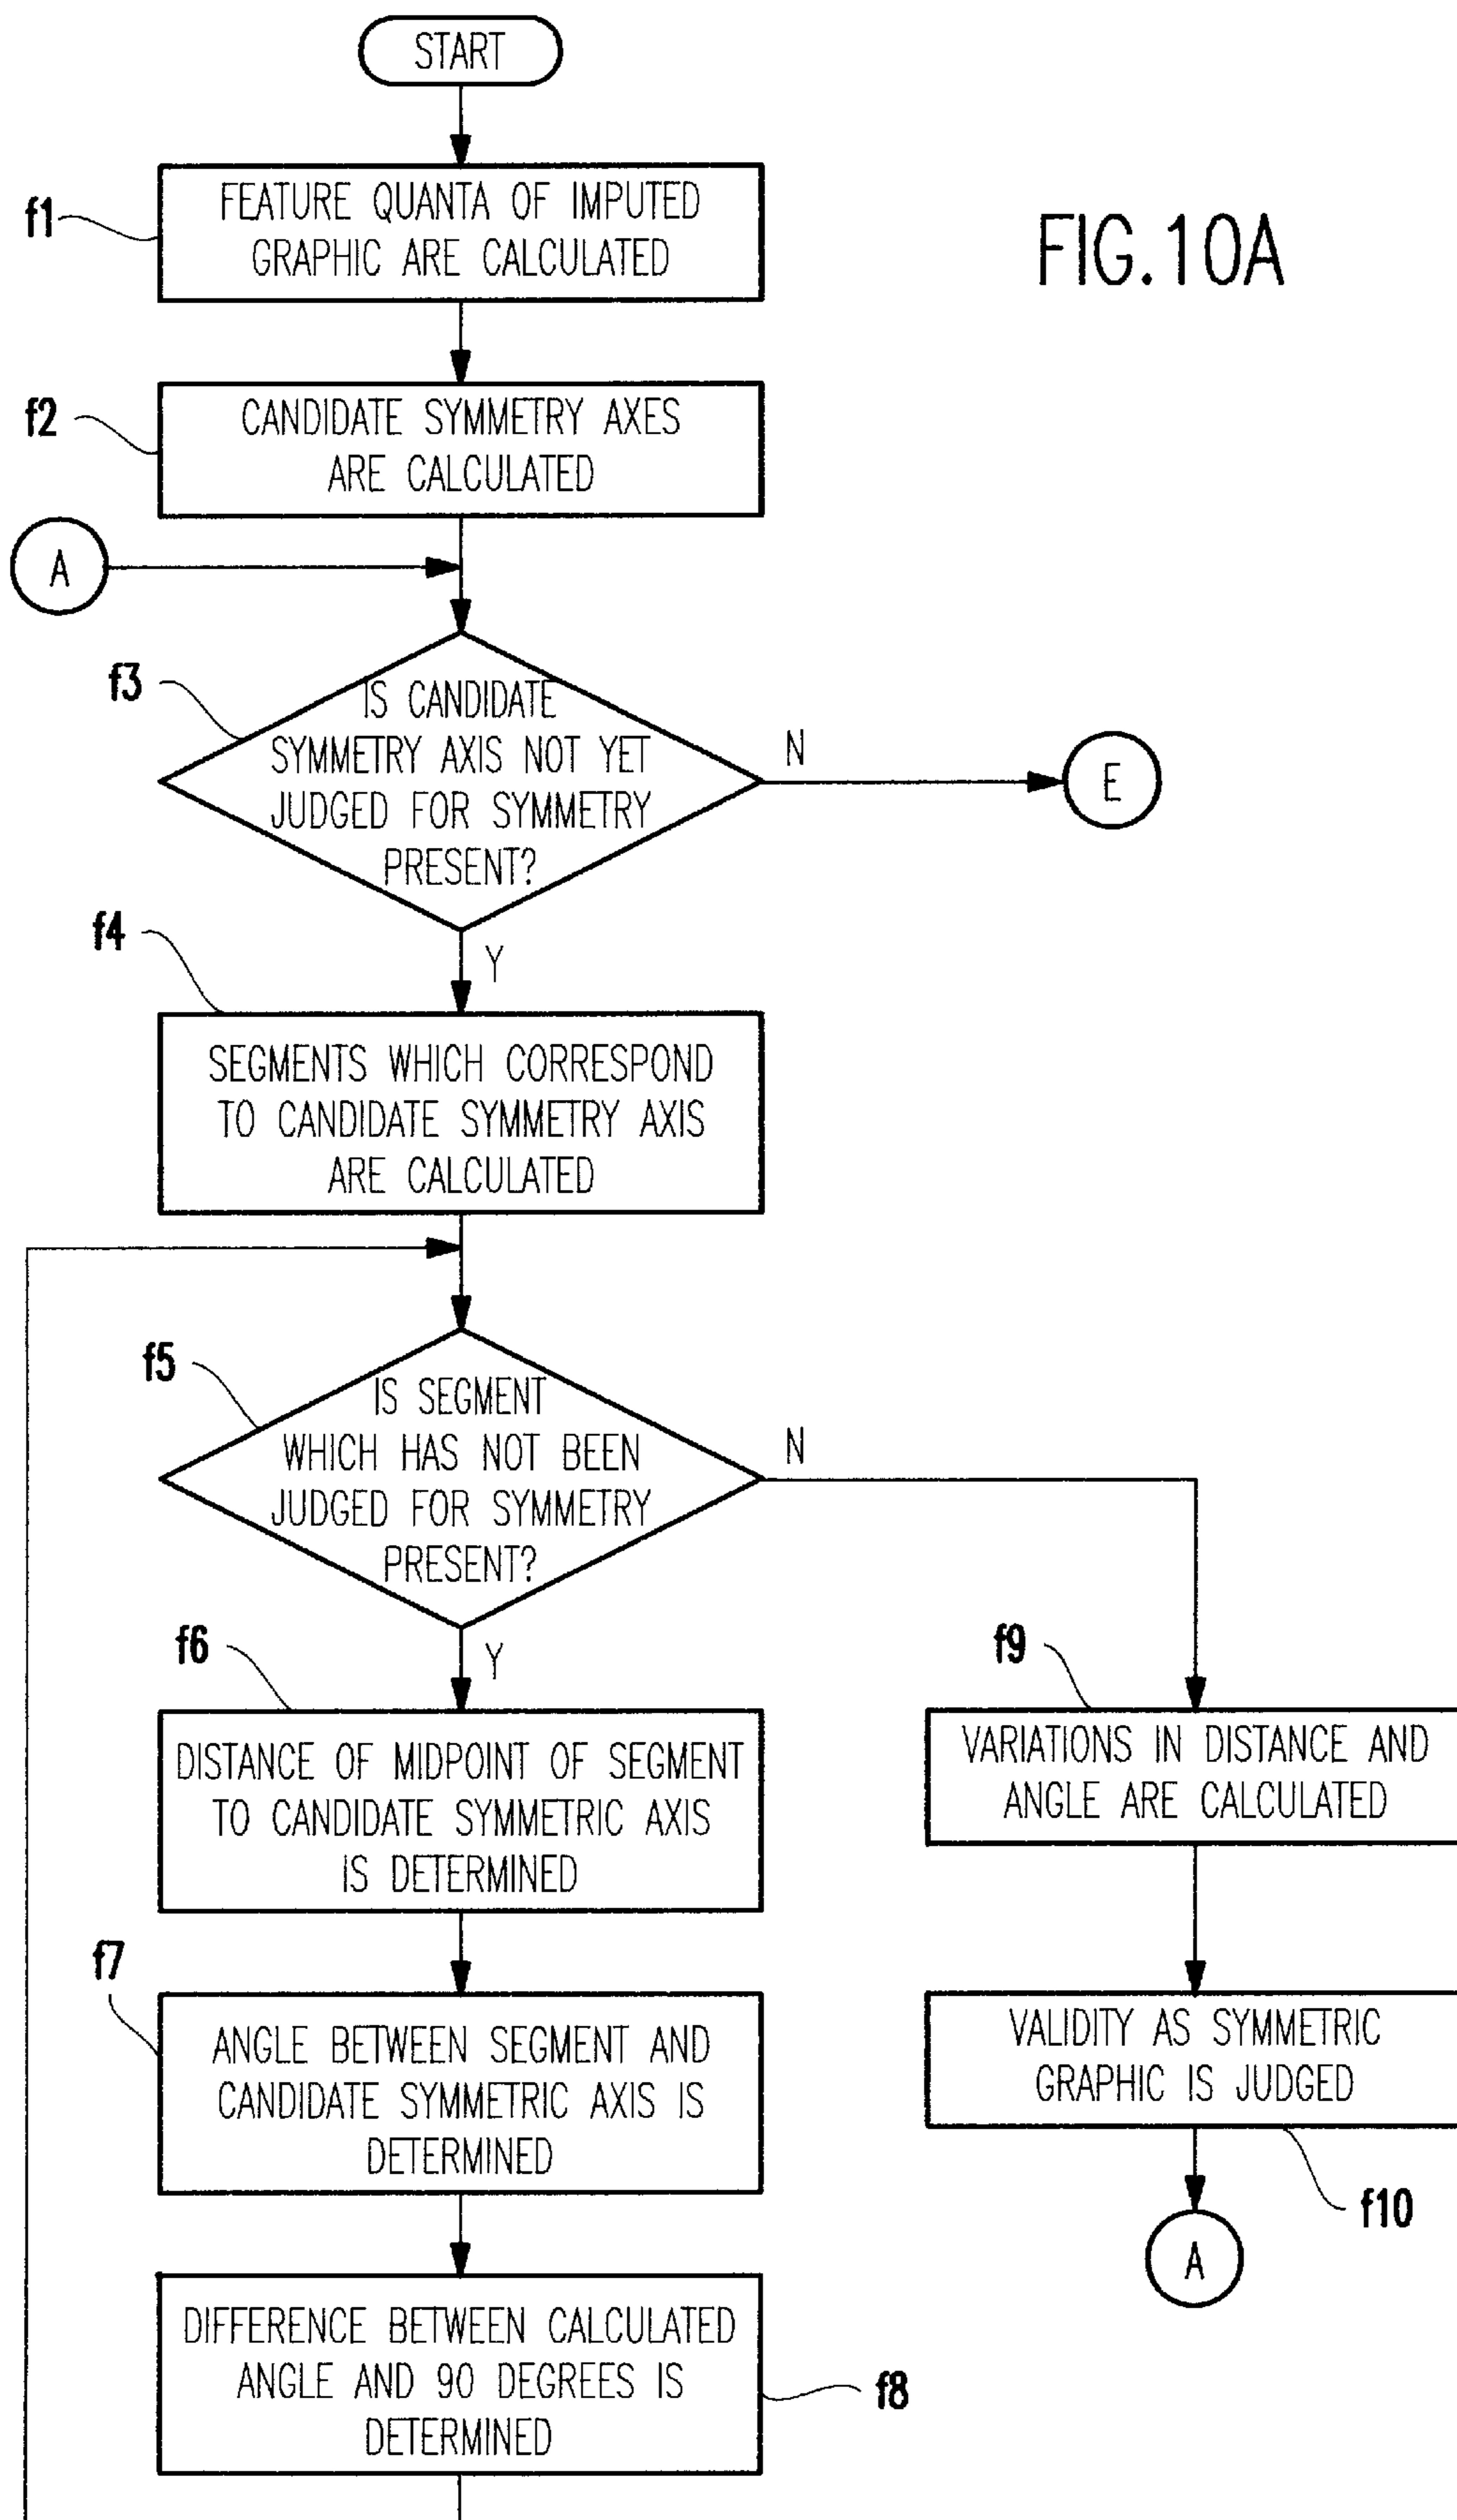 START
FEATURE QUANTA OF IMPUTED
GRAPHIC ARE CALCULATED
f1
FIG.10A
CANDIDATE SYMMETRY AXES
ARE CALCULATED
f2
A
f3
IS CANDIDATE
SYMMETRY AXIS NOT YET
JUDGED FOR SYMMETRY
PRESENT?
N
E
Y
f4
SEGMENTS WHICH CORRESPOND
TO CANDIDATE SYMMETRY AXIS
ARE CALCULATED
f5
IS SEGMENT
WHICH HAS NOT BEEN
JUDGED FOR SYMMETRY
PRESENT?
N
Y
f6
DISTANCE OF MIDPOINT OF SEGMENT
TO CANDIDATE SYMMETRIC AXIS
IS DETERMINED
f9
VARIATIONS IN DISTANCE AND
ANGLE ARE CALCULATED
f7
ANGLE BETWEEN SEGMENT AND
CANDIDATE SYMMETRIC AXIS IS
DETERMINED
VALIDITY AS SYMMETRIC
GRAPHIC IS JUDGED
f10
A
DIFFERENCE BETWEEN CALCULATED
ANGLE AND 90 DEGREES IS
DETERMINED
f8